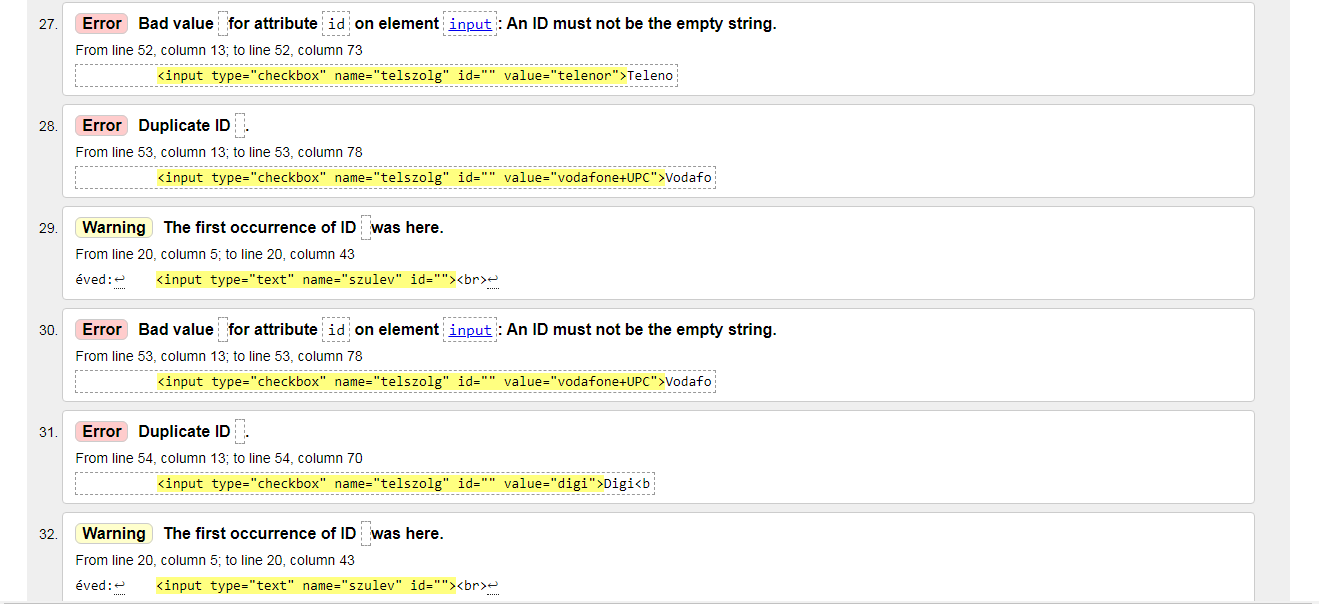 27. Error Bad value for attribute id on element input: An ID must not be the empty string.
From line 52, column 13; to line 52, column 73
<input type="checkbox" name="telszolg" id="" value="telenor">Teleno
28. Error Duplicate ID .
From line 53, column 13; to line 53, column 78
<input type="checkbox" name="telszolg" id="" value="vodafone+UPC">Vodafo
29. Warning The first occurrence of ID was here.
From line 20, column 5; to line 20, column 43
éved:↩ <input type="text" name="szulev" id=""><br>↩
30. Error Bad value for attribute id on element input: An ID must not be the empty string.
From line 53, column 13; to line 53, column 78
<input type="checkbox" name="telszolg" id="" value="vodafone+UPC">Vodafo
31. Error Duplicate ID .
From line 54, column 13; to line 54, column 70
<input type="checkbox" name="telszolg" id="" value="digi">Digi<b
32. Warning The first occurrence of ID was here.
From line 20, column 5; to line 20, column 43
éved:↩ <input type="text" name="szulev" id=""><br>↩